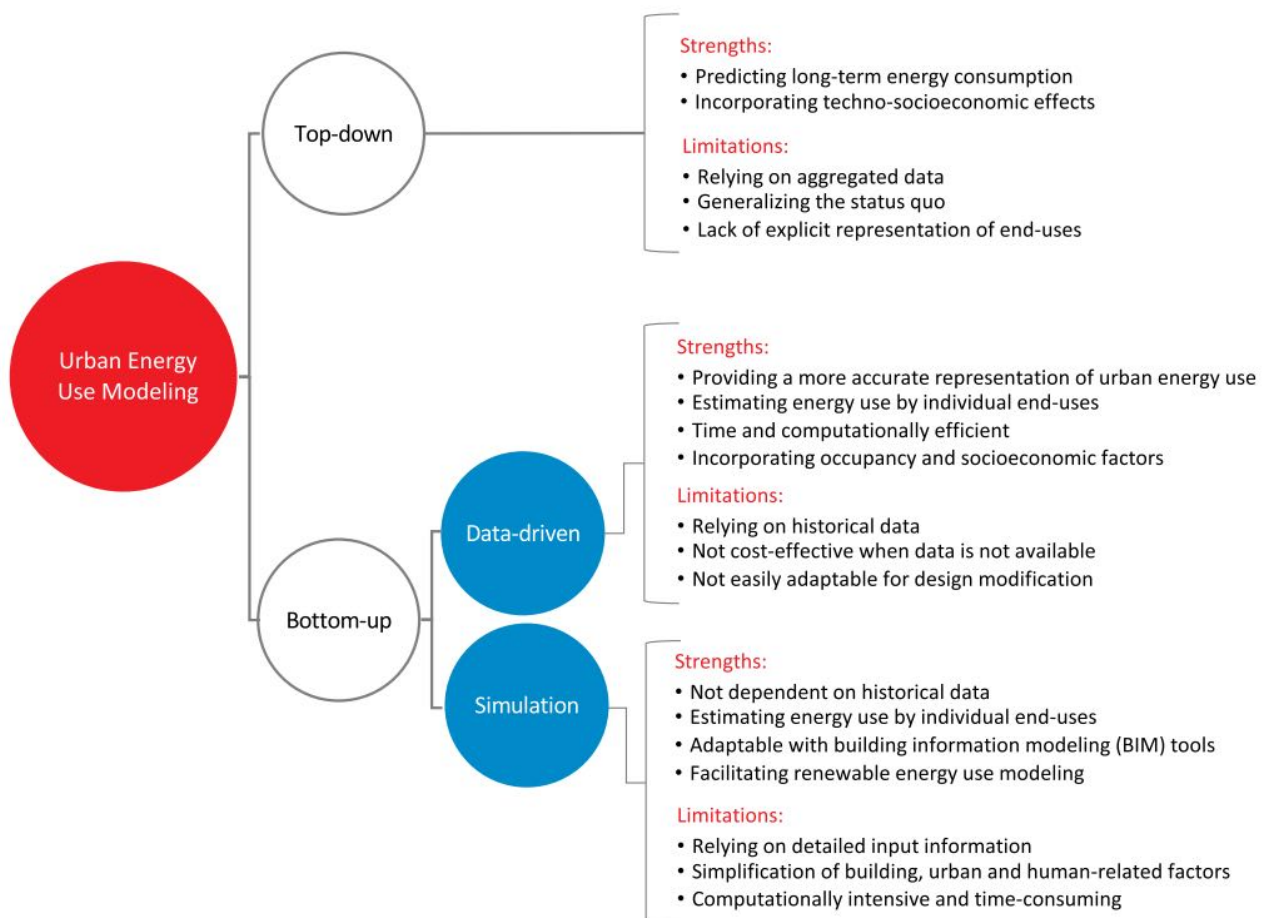 Urban Energy
Use Modeling
Top-down
Strengths:
• Predicting long-term energy consumption
• Incorporating techno-socioeconomic effects
Limitations:
• Relying on aggregated data
• Generalizing the status quo
• Lack of explicit representation of end-uses
Bottom-up
Data-driven
Strengths:
• Providing a more accurate representation of urban energy use
• Estimating energy use by individual end-uses
• Time and computationally efficient
• Incorporating occupancy and socioeconomic factors
Limitations:
• Relying on historical data
• Not cost-effective when data is not available
• Not easily adaptable for design modification
Simulation
Strengths:
• Not dependent on historical data
• Estimating energy use by individual end-uses
• Adaptable with building information modeling (BIM) tools
• Facilitating renewable energy use modeling
Limitations:
• Relying on detailed input information
• Simplification of building, urban and human-related factors
• Computationally intensive and time-consuming